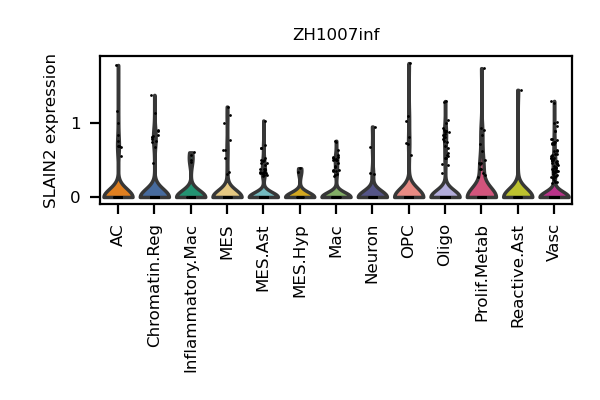 ZH1007inf
SLAIN2 expression
1
0
AC
Chromatin.Reg
Inflammatory.Mac
MES
MES.Ast
MES.Hyp
Mac
Neuron
OPC
Oligo
Prolif.Metab
Reactive.Ast
Vasc